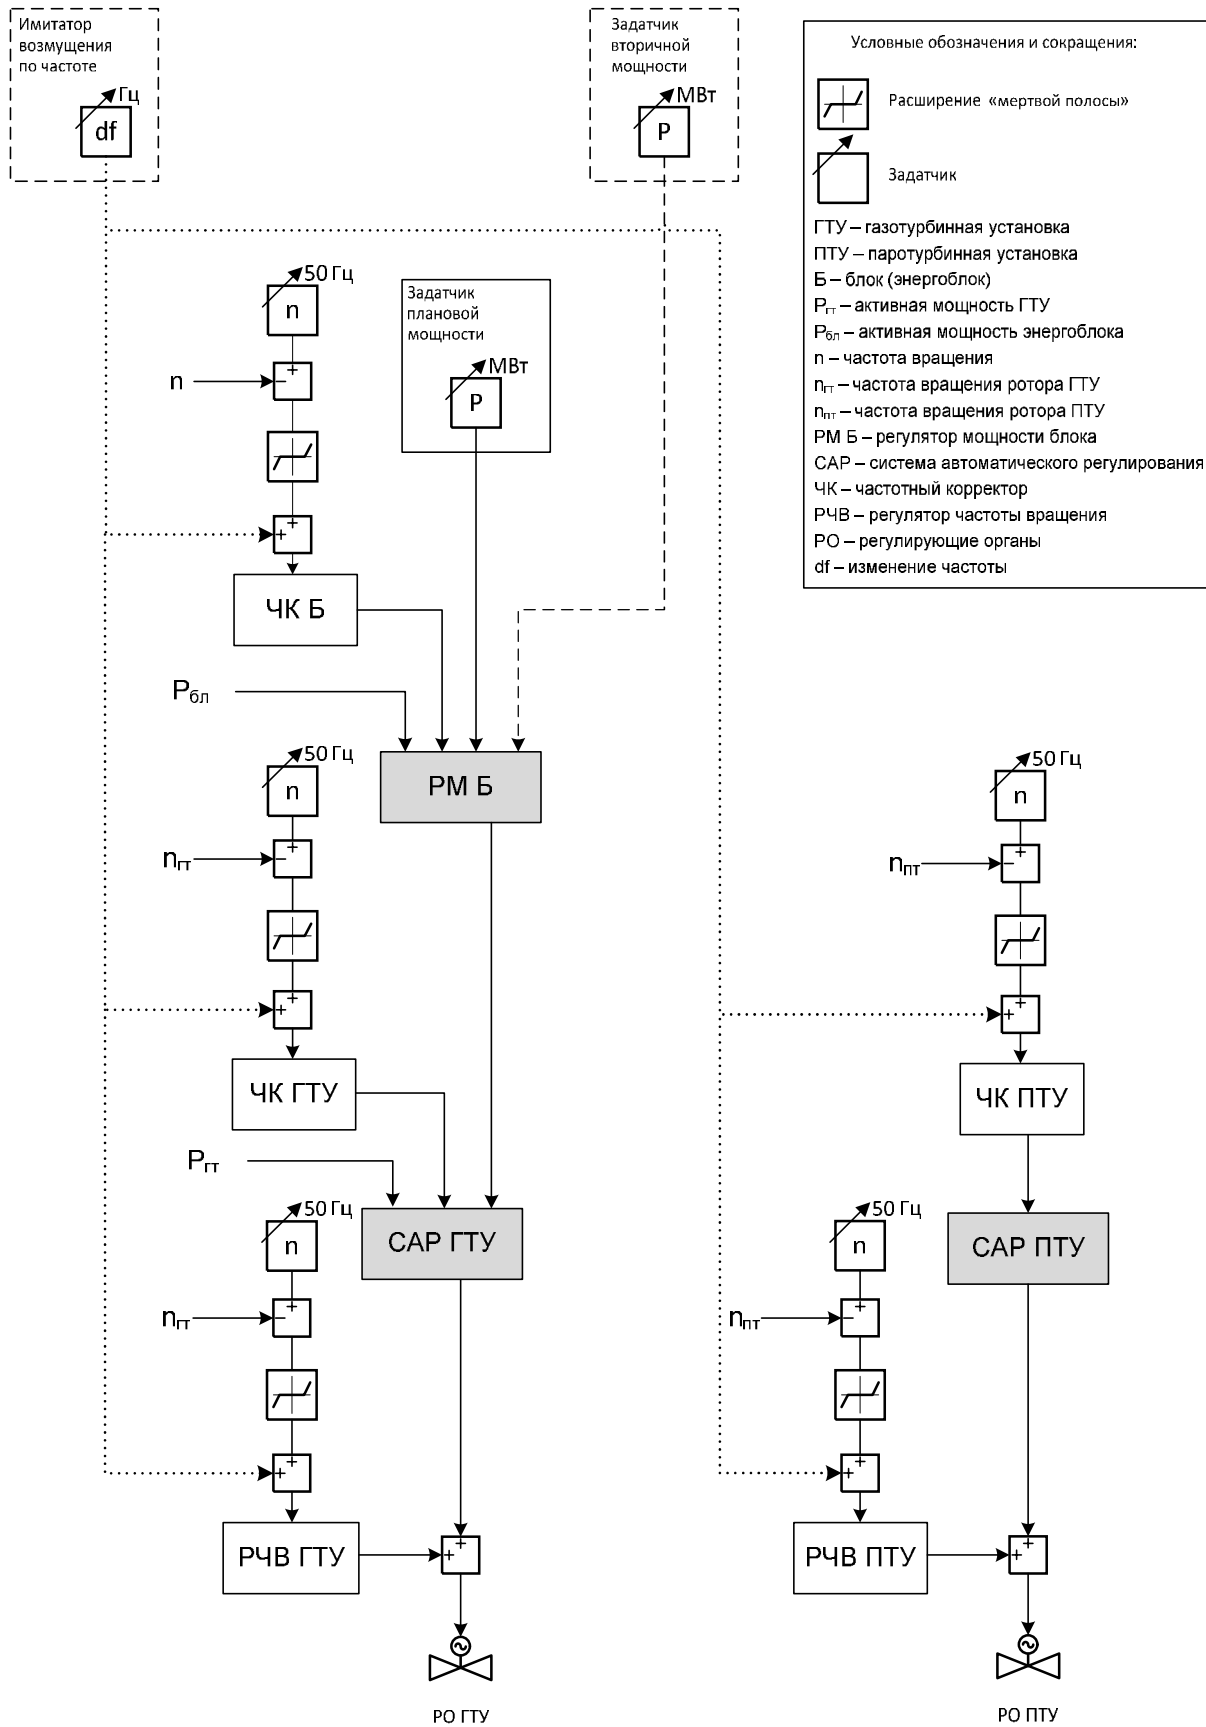 Имитатор
возмущения
по частоте
Гц
df
Задатчик
вторичной
мощности
МВт
P
Условные обозначения и сокращения:
Расширение «мертвой полосы»
Задатчик
ГТУ – газотурбинная установка
ПТУ – паротурбинная установка
Б – блок (энергоблок)
Pгт – активная мощность ГТУ
Pбл – активная мощность энергоблока
n – частота вращения
nгт – частота вращения ротора ГТУ
nпт – частота вращения ротора ПТУ
РМ Б – регулятор мощности блока
САР – система автоматического регулирования
ЧК – частотный корректор
РЧВ – регулятор частоты вращения
РО – регулирующие органы
df – изменение частоты
50 Гц
n
+
n
−
+
+
ЧК Б
Задатчик
плановой
мощности
МВт
P
Pбл
РМ Б
50 Гц
n
+
nгт
−
+
+
ЧК ГТУ
Pгт
САР ГТУ
50 Гц
n
+
nгт
−
+
+
РЧВ ГТУ
+
+
РО ГТУ
50 Гц
n
+
nпт
−
+
+
ЧК ПТУ
САР ПТУ
50 Гц
n
+
nпт
−
+
+
РЧВ ПТУ
+
+
РО ПТУ